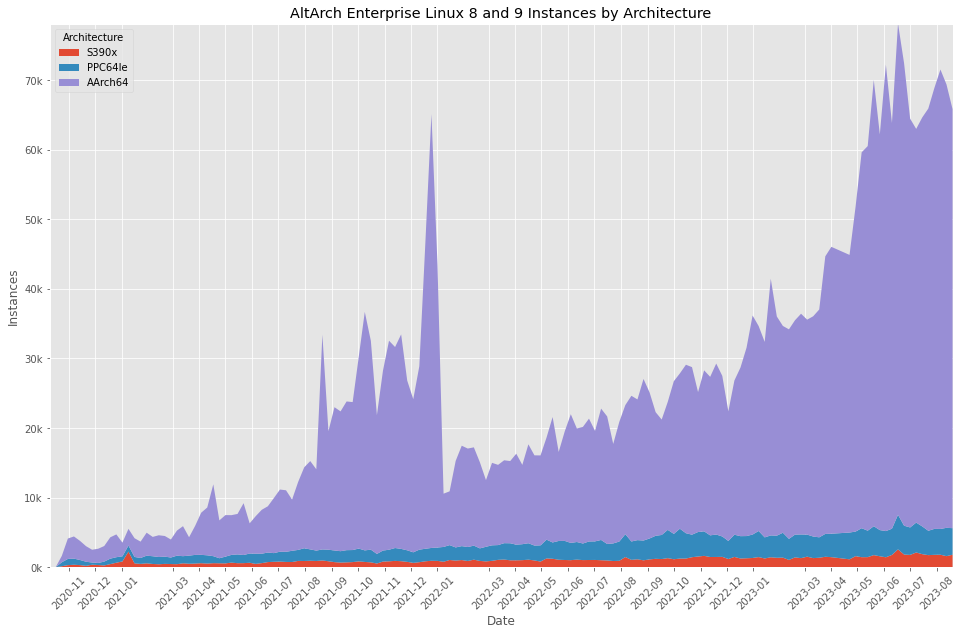 AltArch Enterprise Linux 8 and 9 Instances by Architecture
Architecture
S390x
PPC64le
AArch64
70k
60k
50k
40k
30k
20k
10k
0k
Instances
2020-11
2020-12
2021-01
2021-03
2021-04
2021-05
2021-06
2021-07
2021-08
2021-09
2021-10
2021-11
2021-12
2022-01
2022-03
2022-04
2022-05
2022-06
2022-07
2022-08
2022-09
2022-10
2022-11
2022-12
2023-01
2023-03
2023-04
2023-05
2023-06
2023-07
2023-08
Date